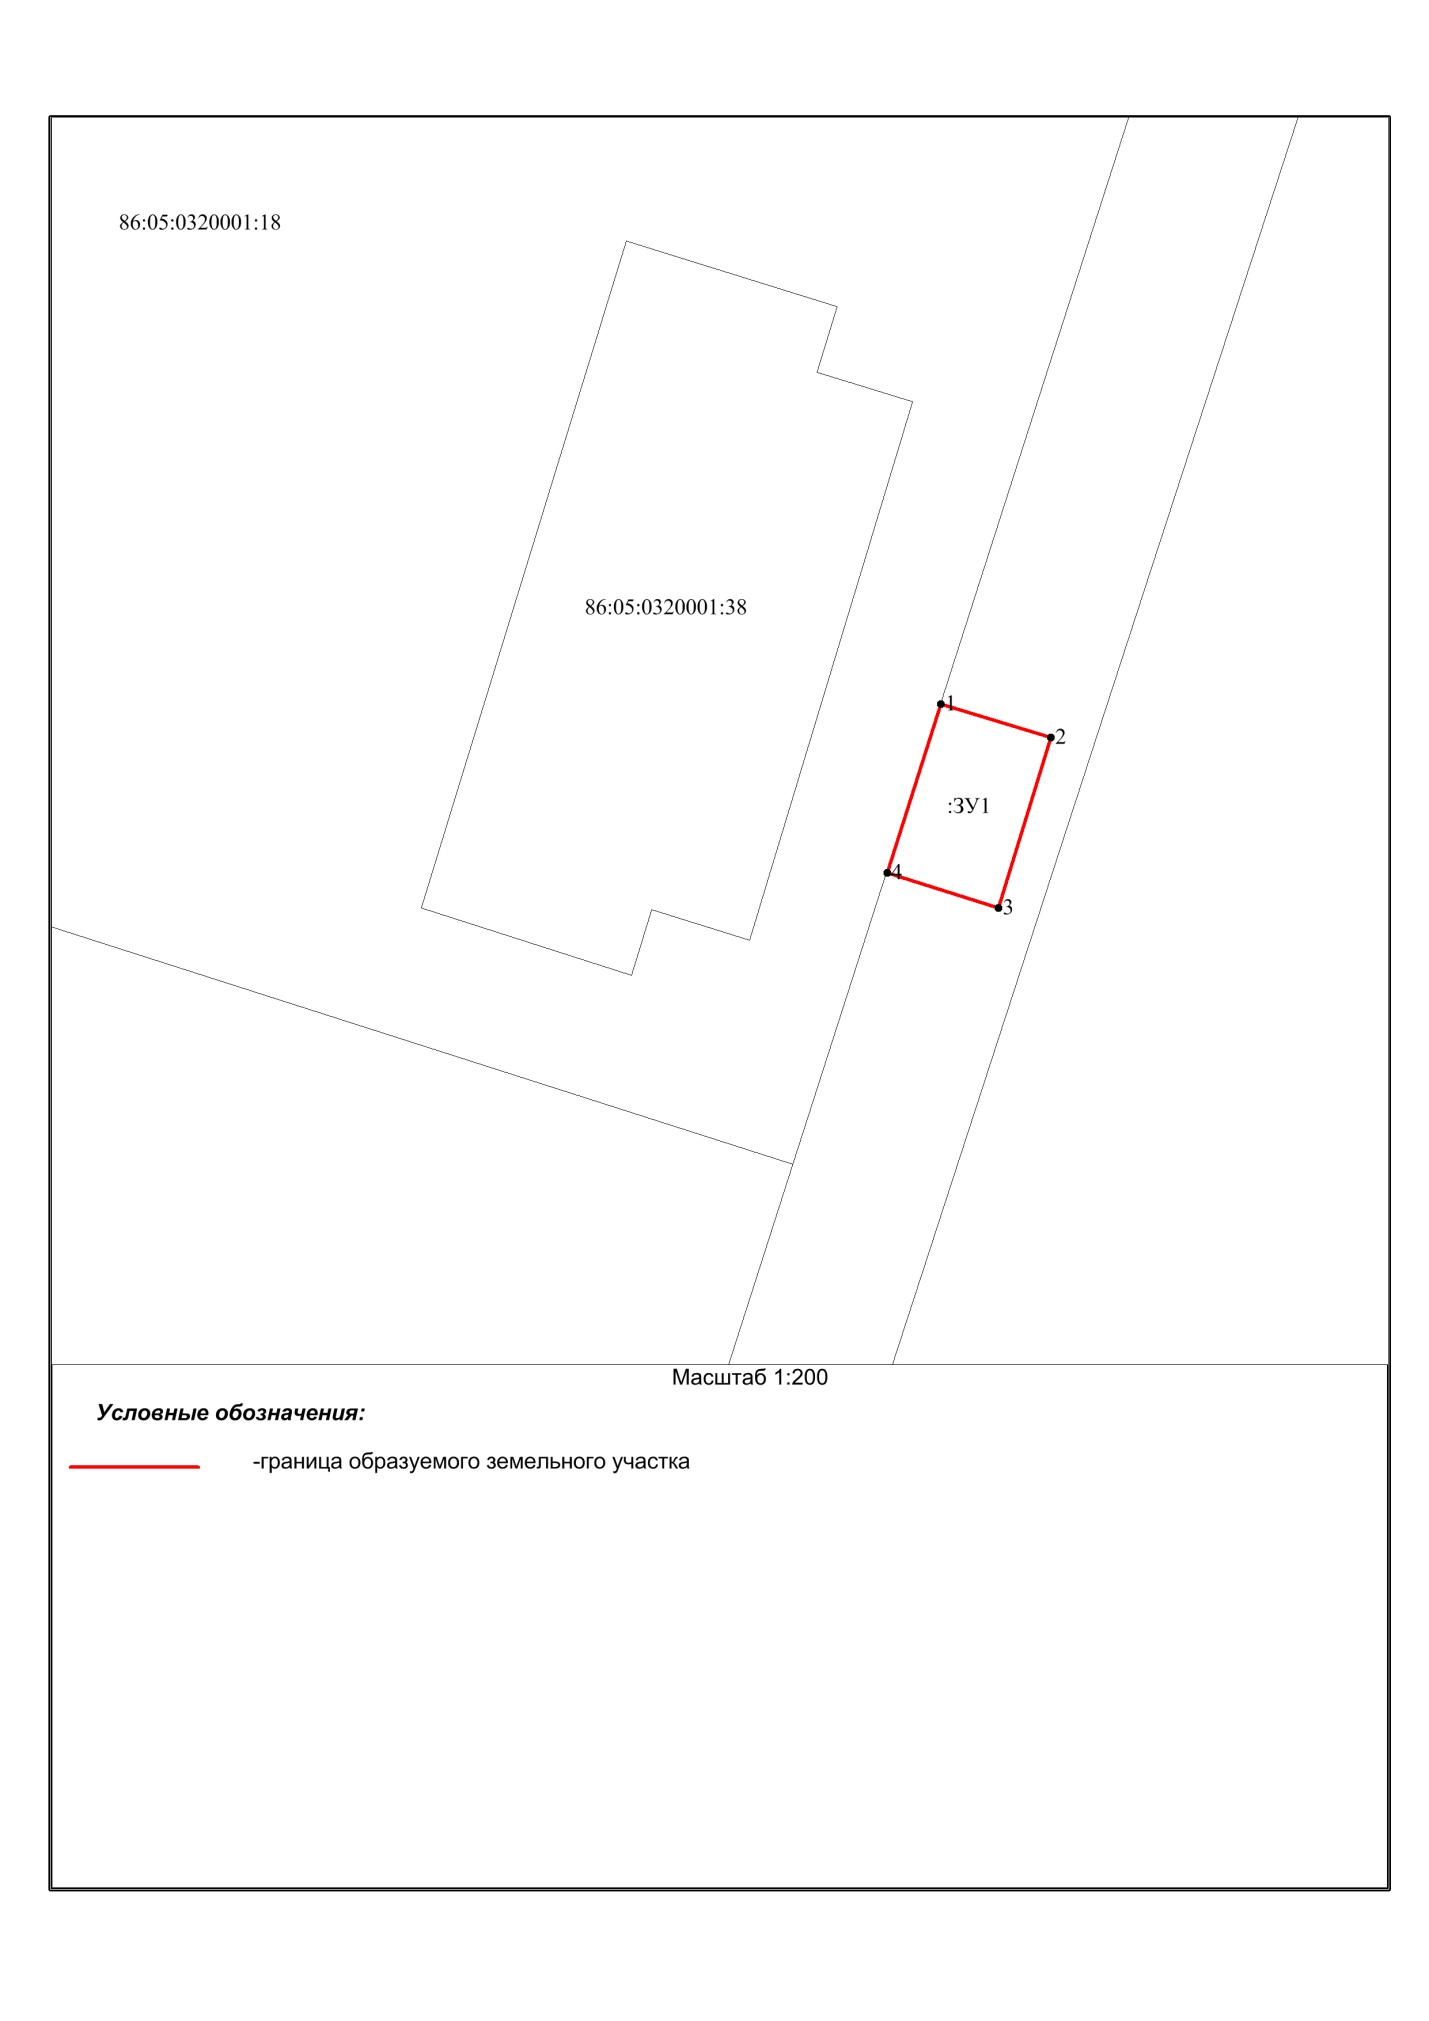 86:05:0320001:18
86:05:0320001:38
1
2
:ЗУ1
4
3
Масштаб 1:200
Условные обозначения:
-граница образуемого земельного участка